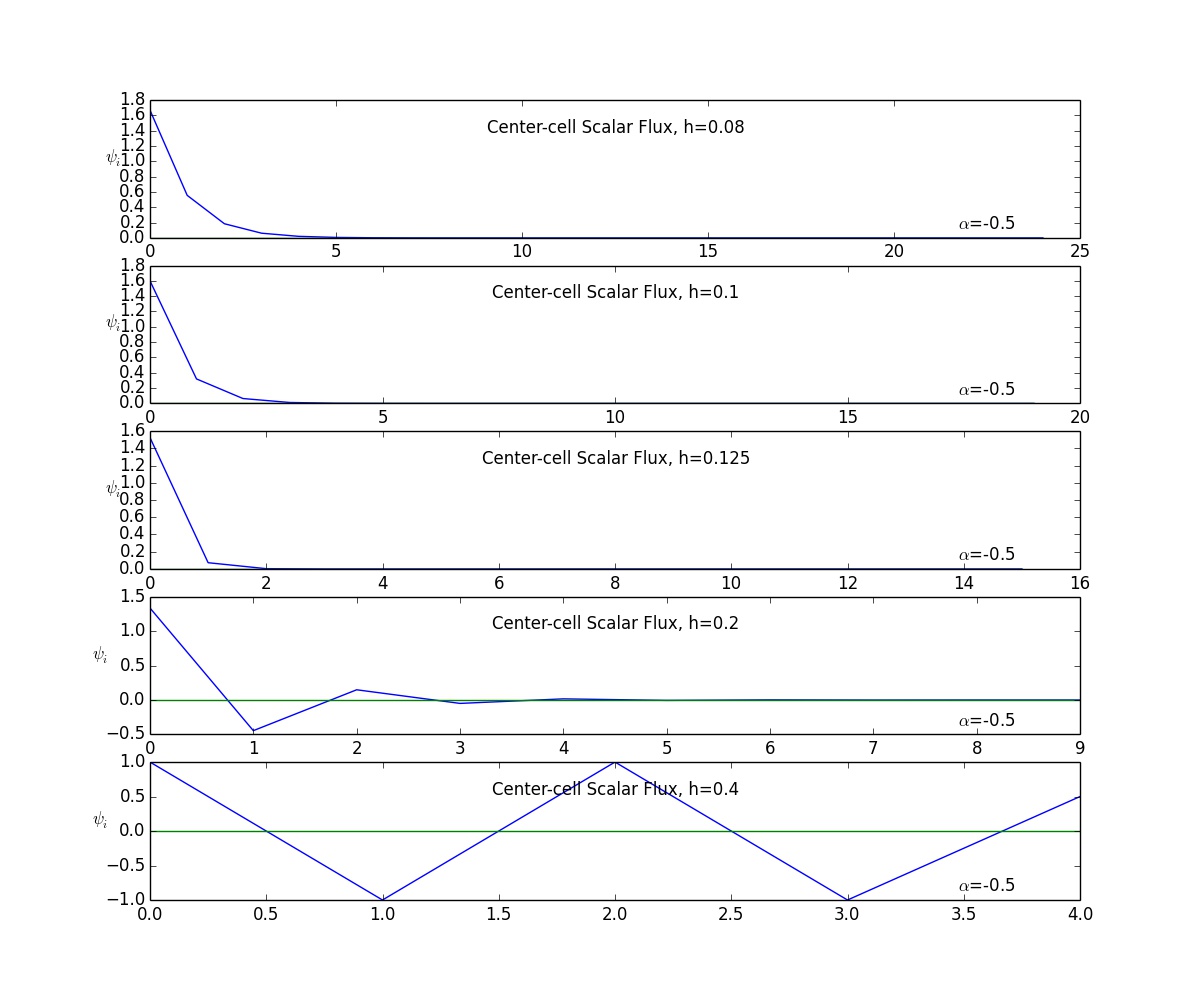 1.8
1.6
1.4
1.2
1.0
0.8
0.6
0.4
0.2
0.0
ψᵢ
Center-cell Scalar Flux, h=0.08
α=-0.5
0 5 10 15 20 25
1.8
1.6
1.4
1.2
1.0
0.8
0.6
0.4
0.2
0.0
ψᵢ
Center-cell Scalar Flux, h=0.1
α=-0.5
0 5 10 15 20
1.6
1.4
1.2
1.0
0.8
0.6
0.4
0.2
0.0
ψᵢ
Center-cell Scalar Flux, h=0.125
α=-0.5
0 2 4 6 8 10 12 14 16
1.5
1.0
0.5
0.0
−0.5
ψᵢ
Center-cell Scalar Flux, h=0.2
α=-0.5
0 1 2 3 4 5 6 7 8 9
1.0
0.5
0.0
−0.5
−1.0
ψᵢ
Center-cell Scalar Flux, h=0.4
α=-0.5
0.0 0.5 1.0 1.5 2.0 2.5 3.0 3.5 4.0